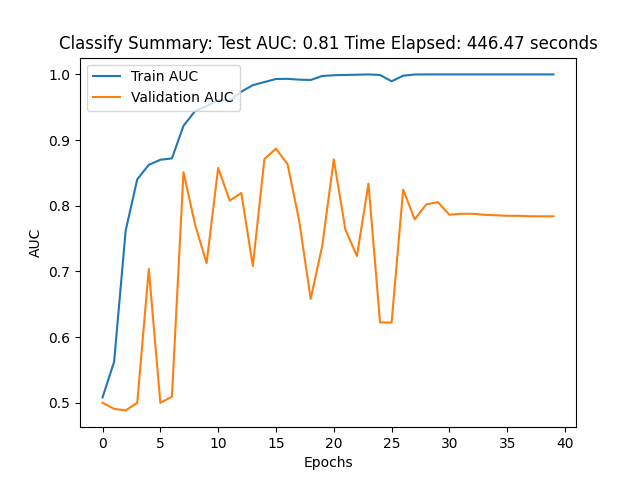 Classify Summary: Test AUC: 0.81 Time Elapsed: 446.47 seconds
Train AUC
Validation AUC
1.0
0.9
0.8
0.7
0.6
0.5
AUC
0 5 10 15 20 25 30 35 40
Epochs